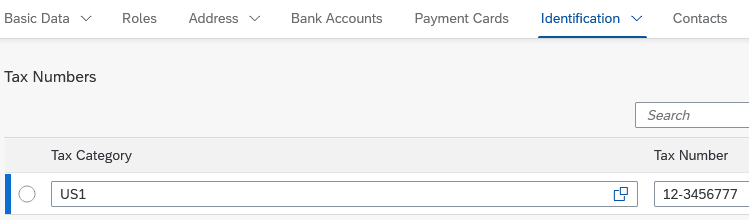 Basic Data Roles Address Bank Accounts Payment Cards Identification Contacts
Tax Numbers
Search
Tax Category Tax Number
US1 12-3456777